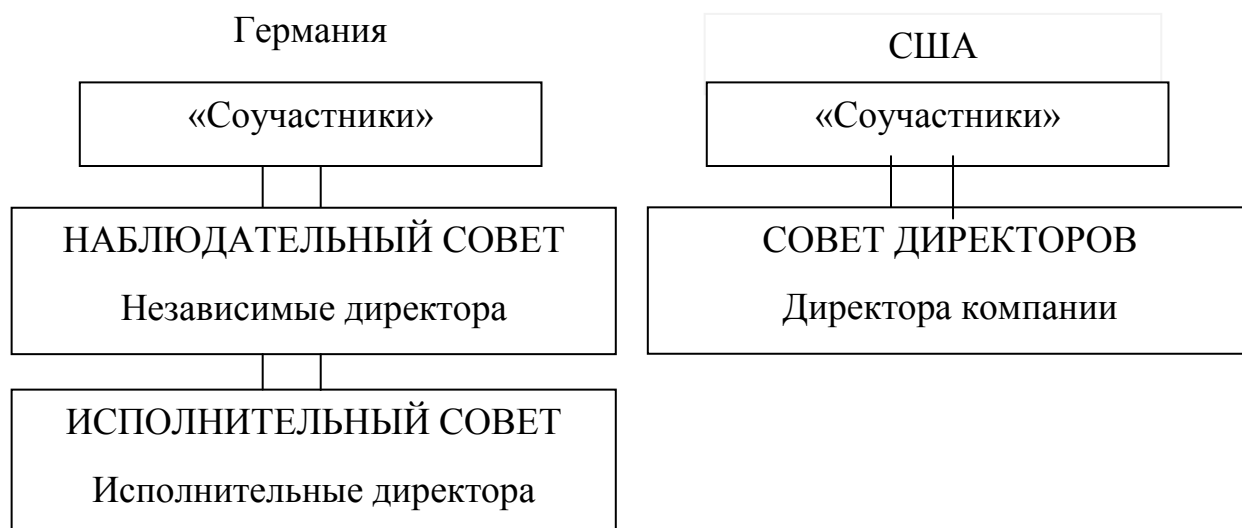 Германия
«Соучастники»
НАБЛЮДАТЕЛЬНЫЙ СОВЕТ
Независимые директора
ИСПОЛНИТЕЛЬНЫЙ СОВЕТ
Исполнительные директора
США
«Соучастники»
СОВЕТ ДИРЕКТОРОВ
Директора компании